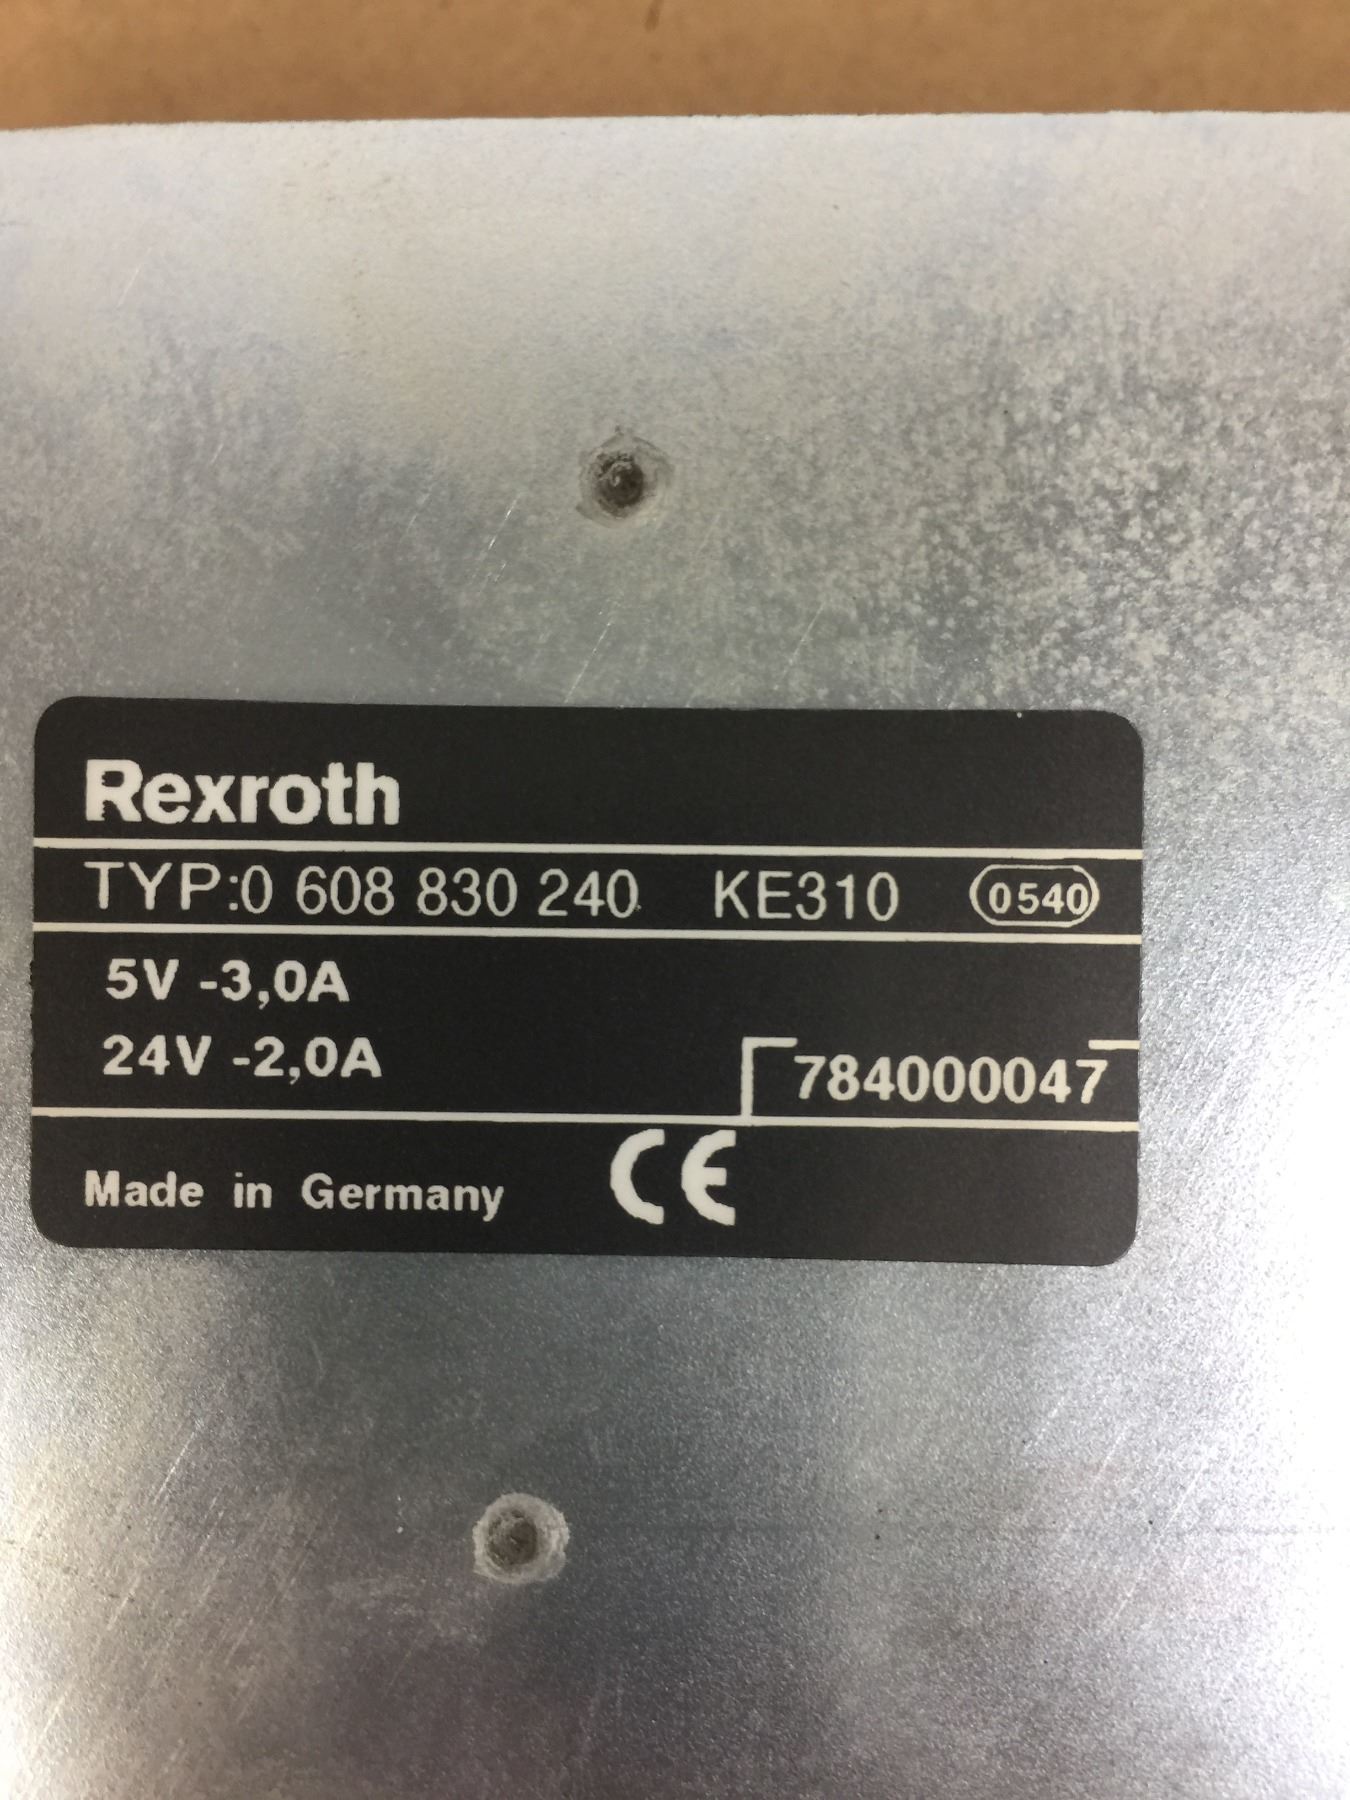 Rexroth
TYP:0 608 830 240 KE310 0540
5V -3,0A
24V -2,0A
784000047
Made in Germany CE